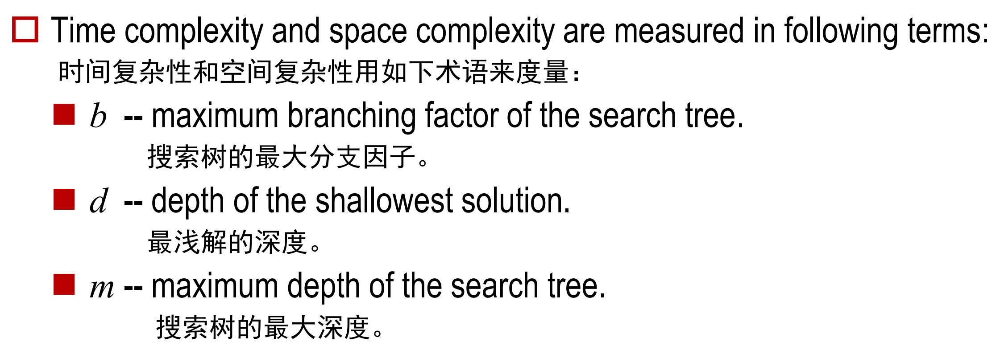 Time complexity and space complexity are measured in following terms:
时间复杂性和空间复杂性用如下术语来度量：
b -- maximum branching factor of the search tree.
搜索树的最大分支因子。
d -- depth of the shallowest solution.
最浅解的深度。
m -- maximum depth of the search tree.
搜索树的最大深度。